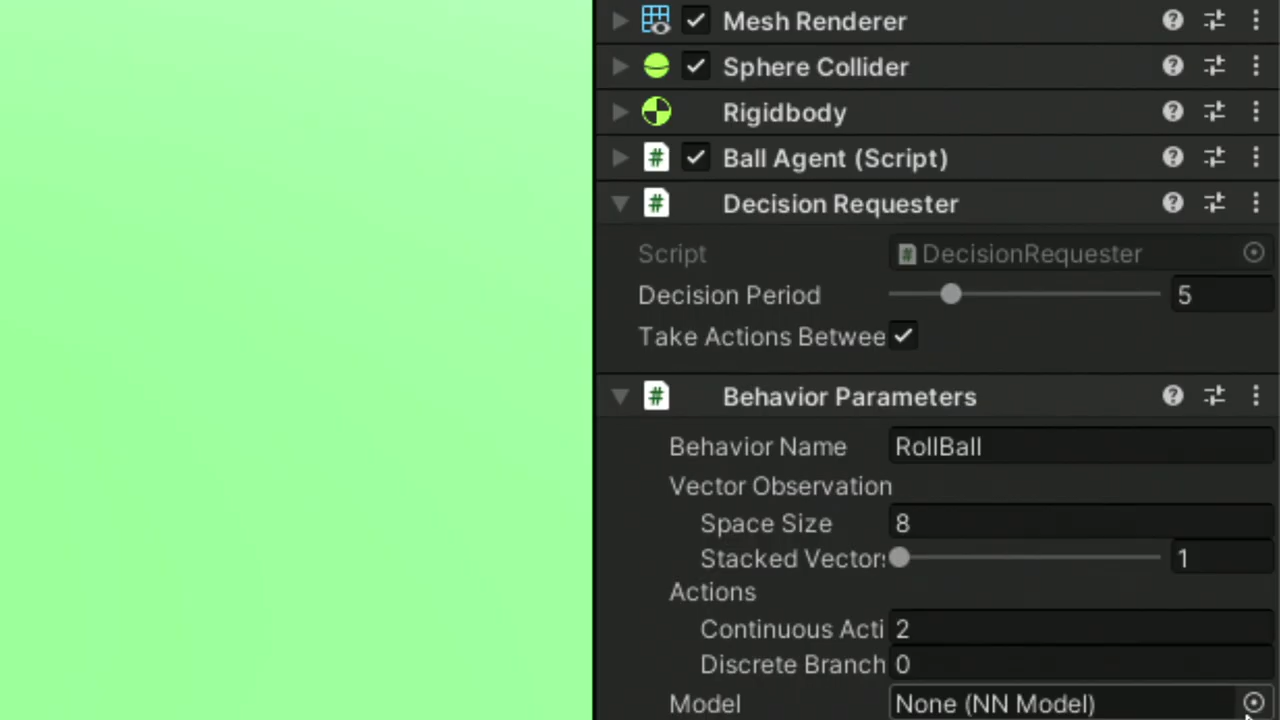 Mesh Renderer
Sphere Collider
Rigidbody
# Ball Agent (Script)
# Decision Requester
Script # DecisionRequester
Decision Period 5
Take Actions Betwee
# Behavior Parameters
Behavior Name RollBall
Vector Observation
Space Size 8
Stacked Vector 1
Actions
Continuous Acti 2
Discrete Branch 0
Model None (NN Model)